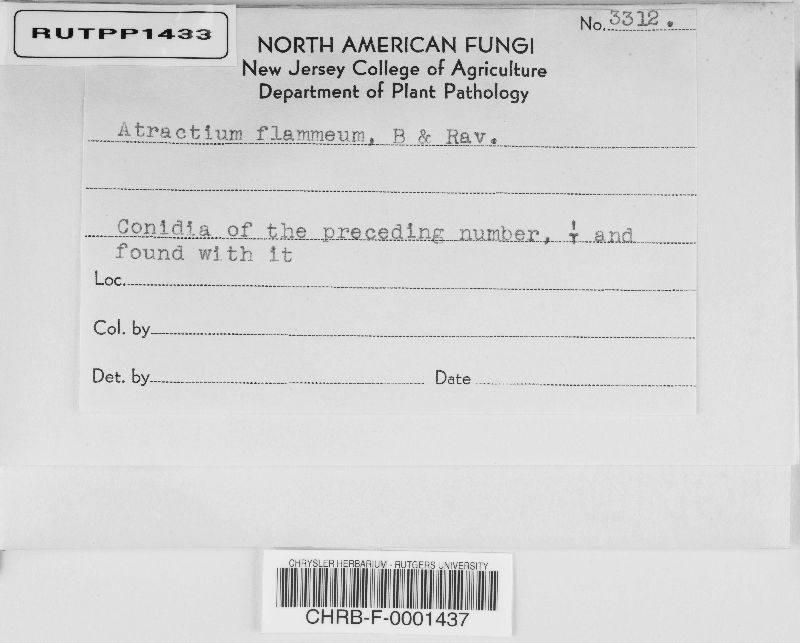 RUTPP1433
No. 3312.
NORTH AMERICAN FUNGI
New Jersey College of Agriculture
Department of Plant Pathology
Atractium flammeum, B & Rav.
Conidia of the preceding number, and
found with it
Loc.
Col. by
Det. by Date
CHRYSLER HERBARIUM - RUTGERS UNIVERSITY
CHRB-F-0001437